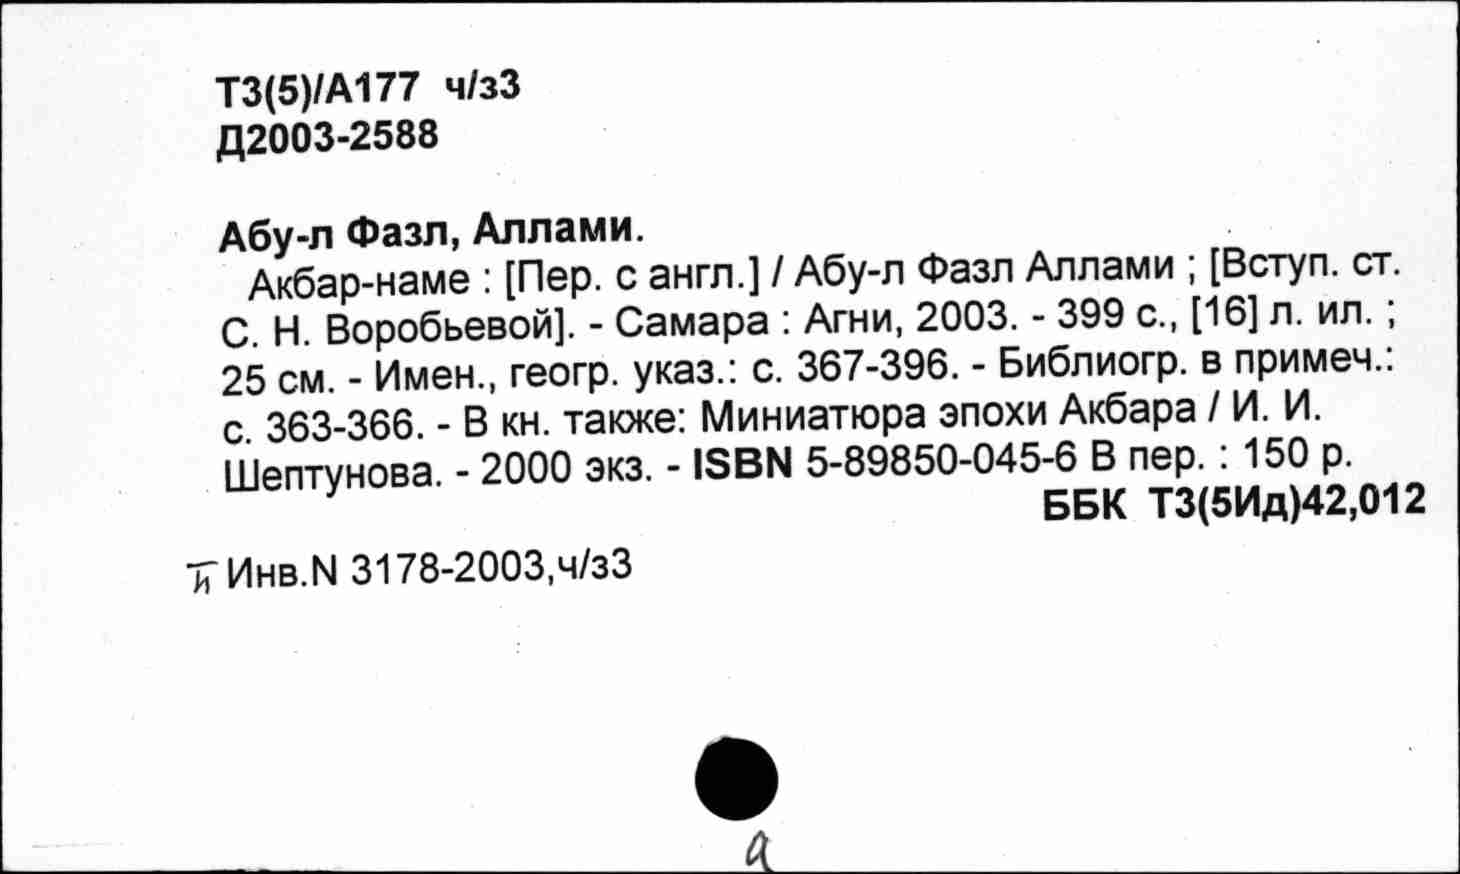 Т3(5)/А177 ч/з3
Д2003-2588
Абу-л Фазл, Аллами.
Акбар-наме : [Пер. с англ.] / Абу-л Фазл Аллами ; [Вступ. ст.
С. Н. Воробьевой]. - Самара : Агни, 2003. - 399 с., [16] л. ил. ;
25 см. - Имен., геогр. указ.: с. 367-396. - Библиогр. в примеч.:
с. 363-366. - В кн. также: Миниатюра эпохи Акбара / И. И.
Шептунова. - 2000 экз. - ISBN 5-89850-045-6 В пер. : 150 р.
ББК Т3(5Ид)42,012
Инв.N 3178-2003,ч/з3
а